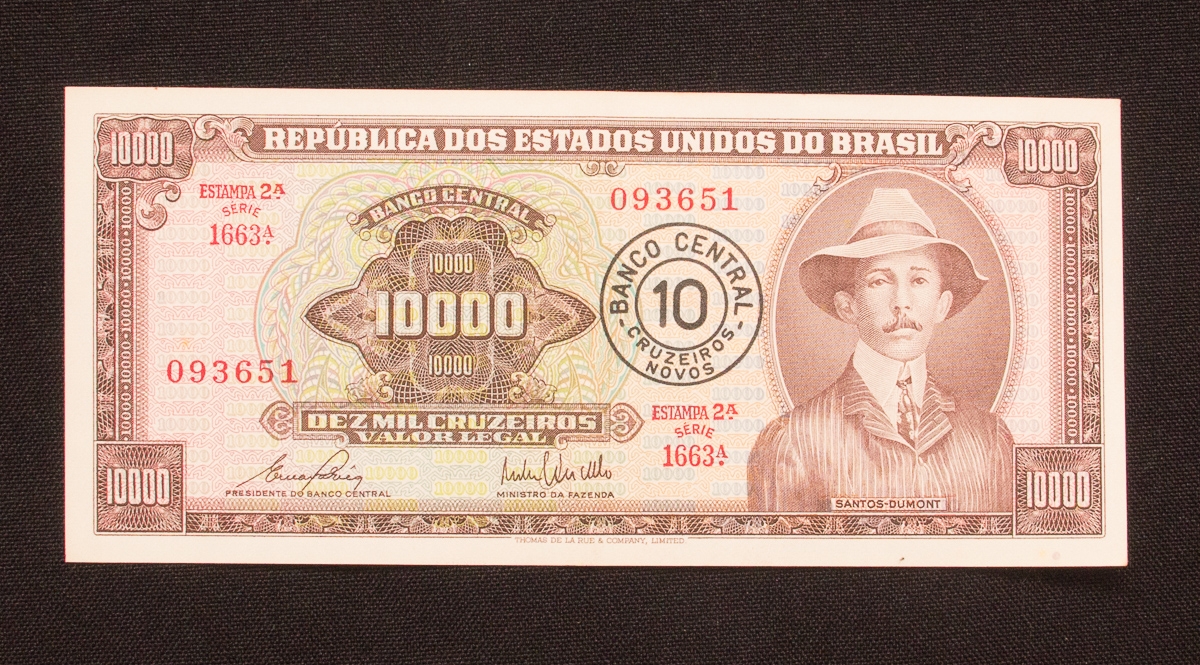 10000
REPÚBLICA DOS ESTADOS UNIDOS DO BRASIL
10000
ESTAMPA 2ª
SÉRIE
1663ª
BANCO CENTRAL
093651
10000
10000
10000
BANCO CENTRAL
10
CRUZEIROS
NOVOS
093651
DEZ MIL CRUZEIROS
VALOR LEGAL
ESTAMPA 2ª
SÉRIE
1663ª
PRESIDENTE DO BANCO CENTRAL
MINISTRO DA FAZENDA
SANTOS-DUMONT
10000
10000
THOMAS DE LA RUE & COMPANY, LIMITED.